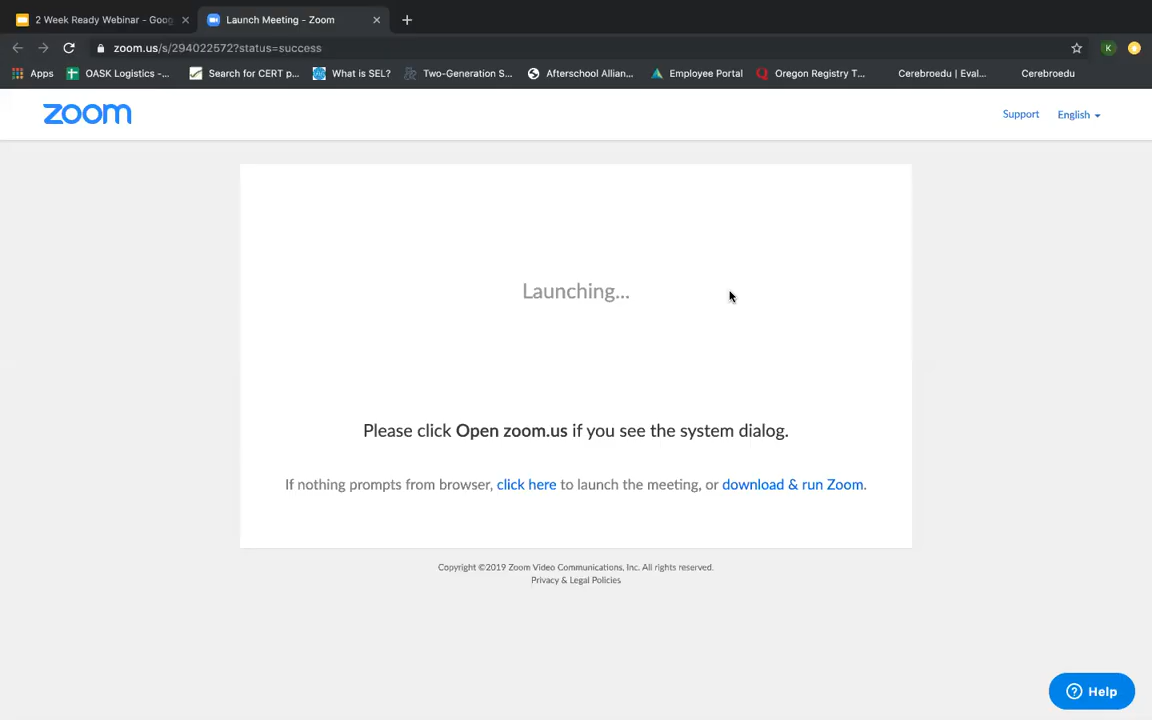 2 Week Ready Webinar - Goog
Launch Meeting - Zoom
zoom.us/s/294022572?status=success
K
Apps
OASK Logistics -...
Search for CERT p...
What is SEL?
Two-Generation S...
Afterschool Allian...
Employee Portal
Oregon Registry T...
Cerebroedu | Eval...
Cerebroedu
zoom
Support
English
Launching...
Please click Open zoom.us if you see the system dialog.
If nothing prompts from browser, click here to launch the meeting, or download & run Zoom.
Copyright ©2019 Zoom Video Communications, Inc. All rights reserved.
Privacy & Legal Policies
Help